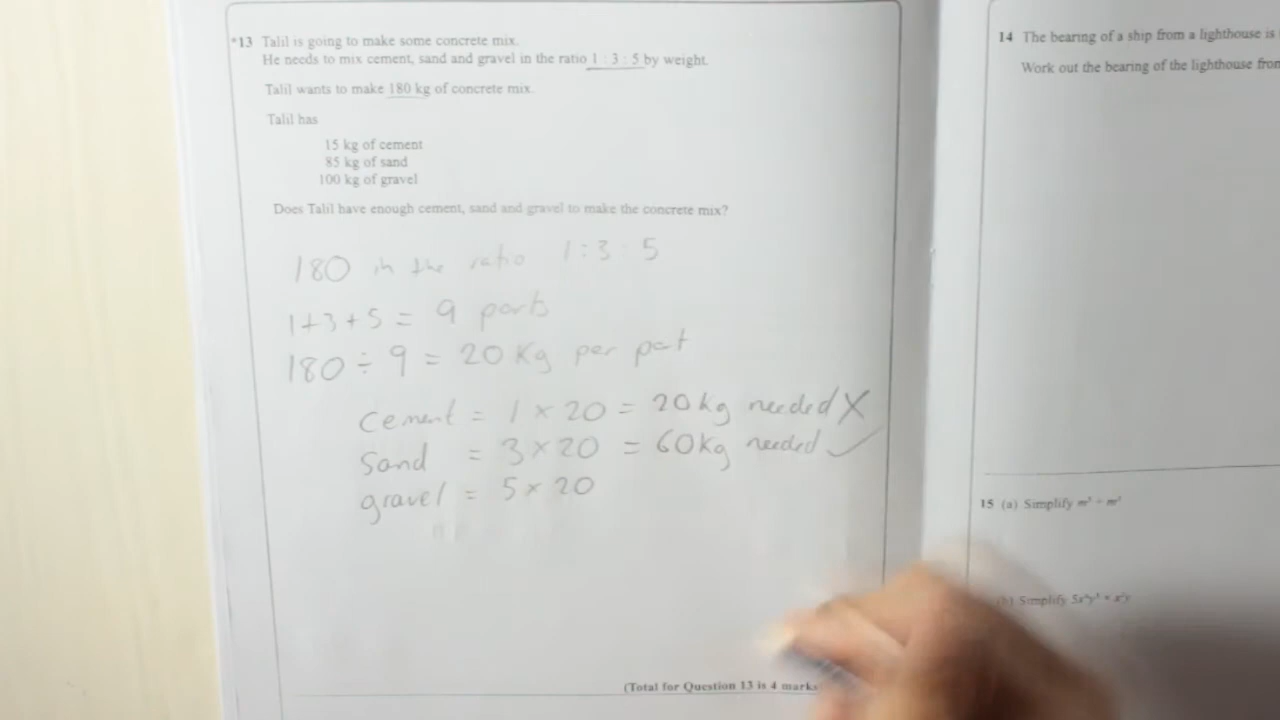 *13 Talil is going to make some concrete mix.
He needs to mix cement, sand and gravel in the ratio 1 : 3 : 5 by weight.
Talil wants to make 180 kg of concrete mix.
Talil has
15 kg of cement
85 kg of sand
100 kg of gravel
Does Talil have enough cement, sand and gravel to make the concrete mix?
180 in the ratio 1 : 3 : 5
1+3+5 = 9 parts
180 ÷ 9 = 20 Kg per part
cement = 1 × 20 = 20kg needed X
Sand = 3 × 20 = 60kg needed ✓
gravel = 5 × 20
(Total for Question 13 is 4 marks
14 The bearing of a ship from a lighthouse is
Work out the bearing of the lighthouse from
15 (a) Simplify
(b) Simplify